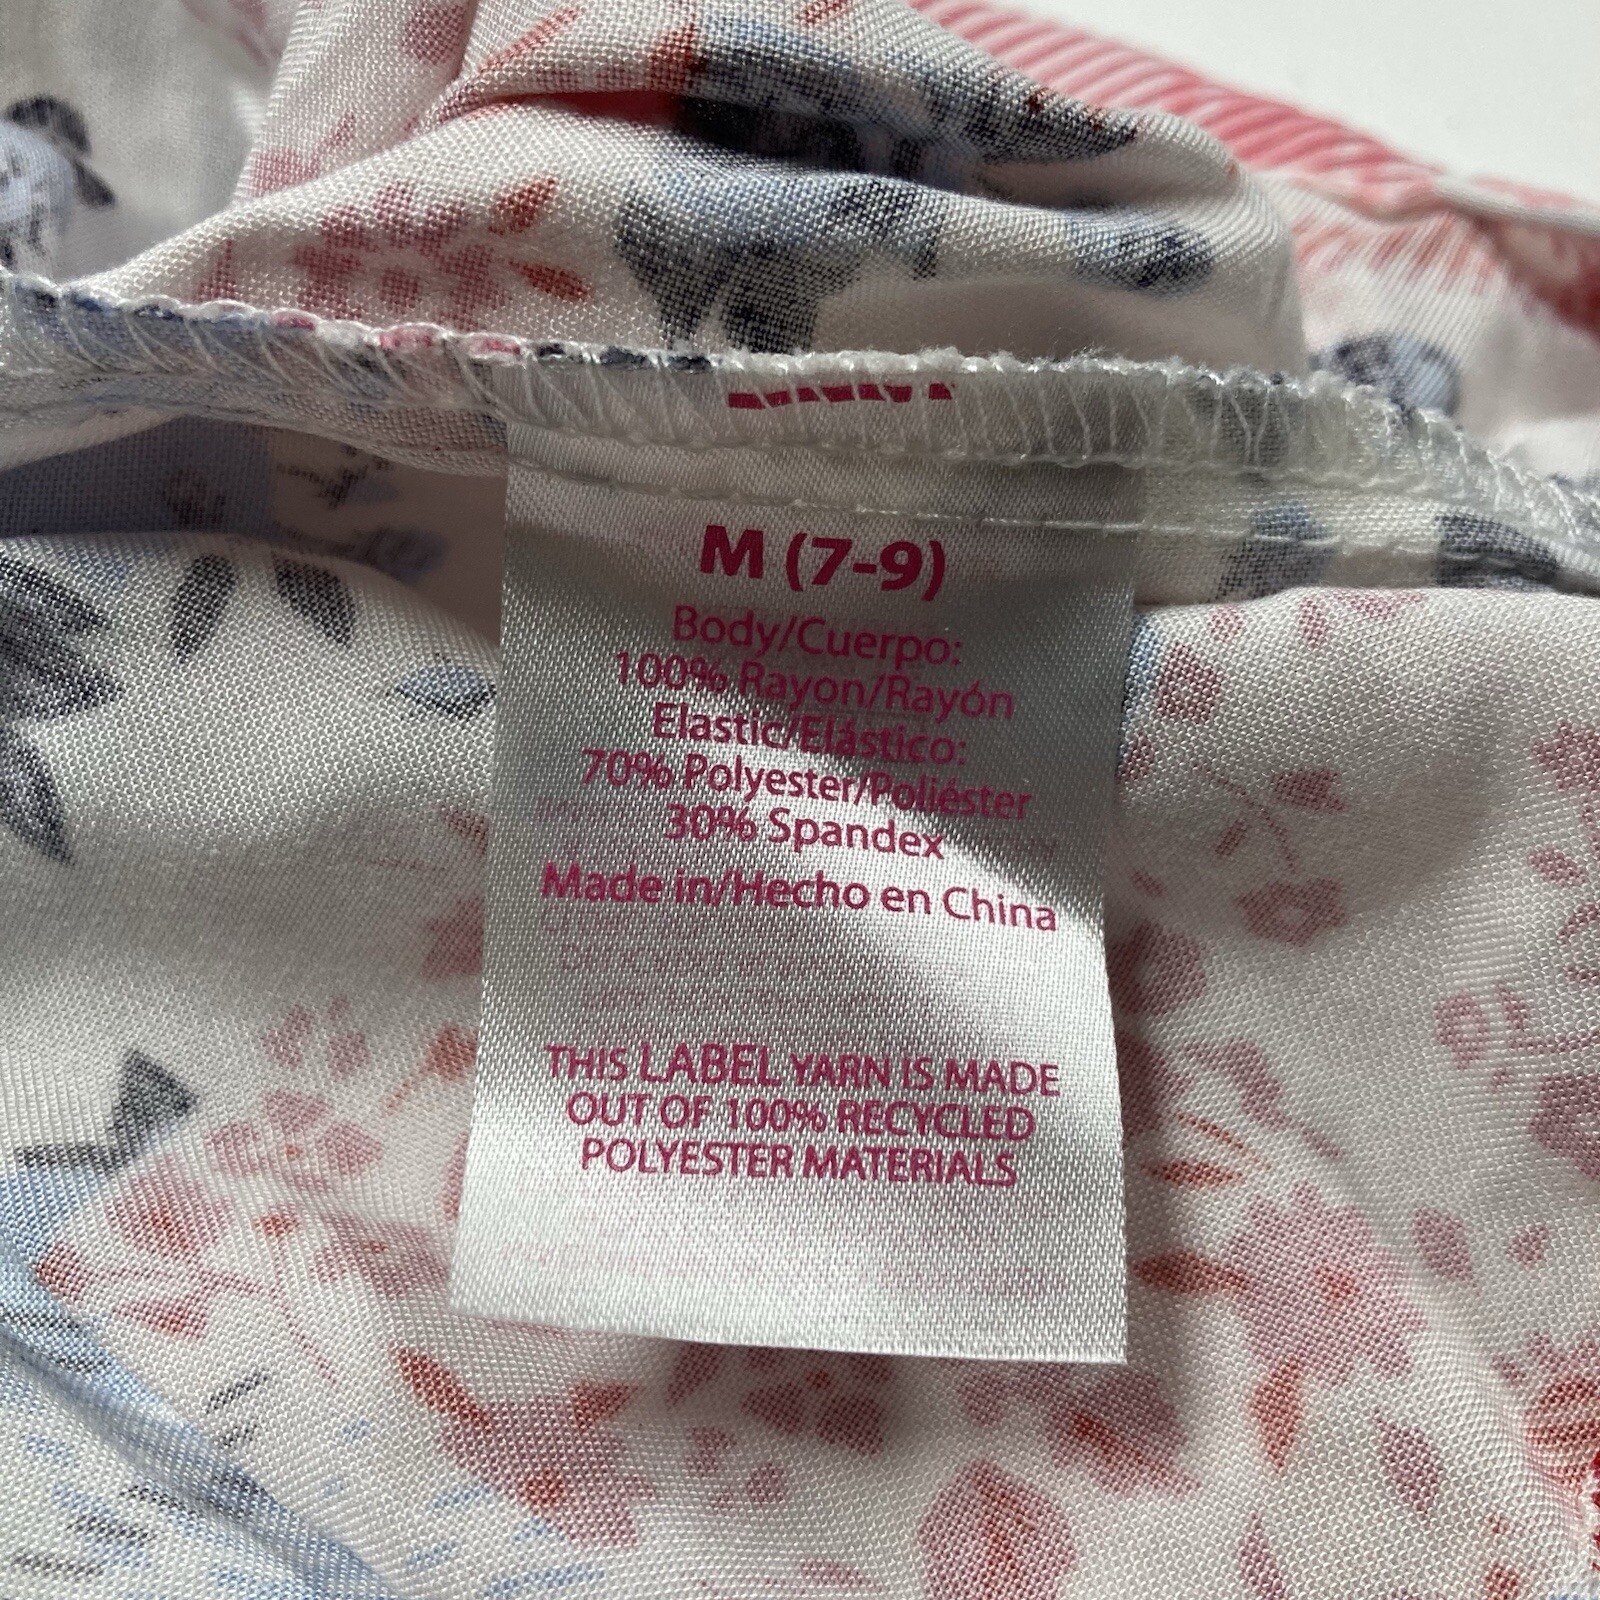 M (7-9)
Body/Cuerpo:
100% Rayon/Rayón
Elastic/Elástico:
70% Polyester/Poliéster
30% Spandex
Made in/Hecho en China
THIS LABEL YARN IS MADE
OUT OF 100% RECYCLED
POLYESTER MATERIALS